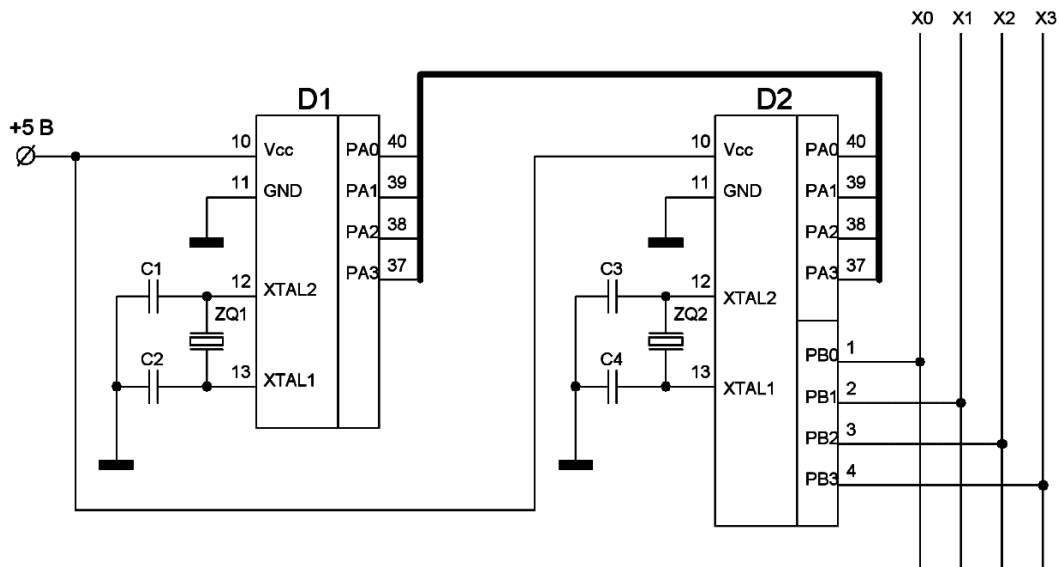 X0 X1 X2 X3
D1
D2
+5 В
10 Vcc PA0 40
11 GND PA1 39
PA2 38
PA3 37
C1
12 XTAL2
ZQ1
C2
13 XTAL1
10 Vcc PA0 40
11 GND PA1 39
PA2 38
PA3 37
C3
12 XTAL2
ZQ2
C4
13 XTAL1
PB0 1
PB1 2
PB2 3
PB3 4